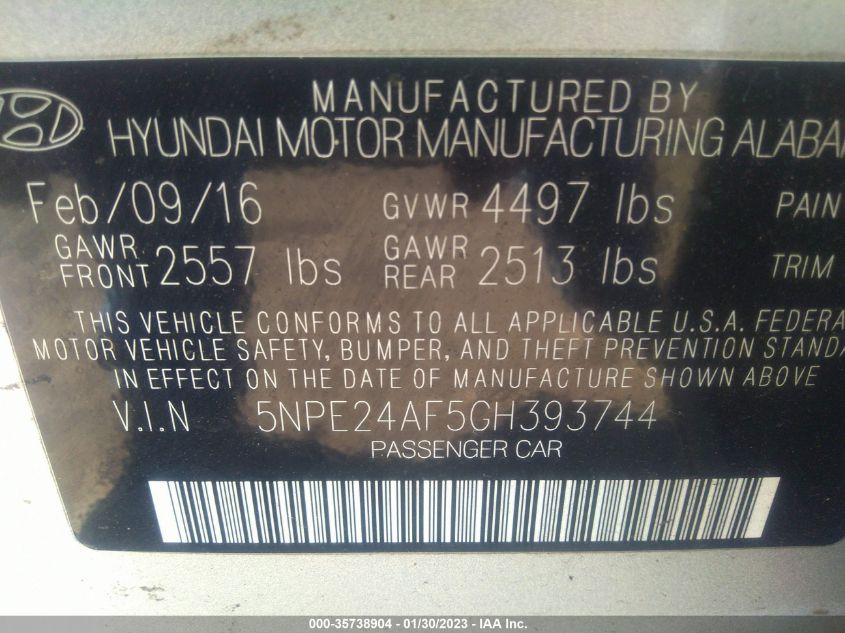 MANUFACTURED BY
HYUNDAI MOTOR MANUFACTURING ALABA
Feb/09/16 GVWR 4497 lbs PAIN
GAWR FRONT 2557 lbs GAWR REAR 2513 lbs TRIM
THIS VEHICLE CONFORMS TO ALL APPLICABLE U.S.A. FEDERA
MOTOR VEHICLE SAFETY, BUMPER, AND THEFT PREVENTION STANDA
IN EFFECT ON THE DATE OF MANUFACTURE SHOWN ABOVE
V.I.N 5NPE24AF5GH393744
PASSENGER CAR
000-35738904 - 01/30/2023 - IAA Inc.